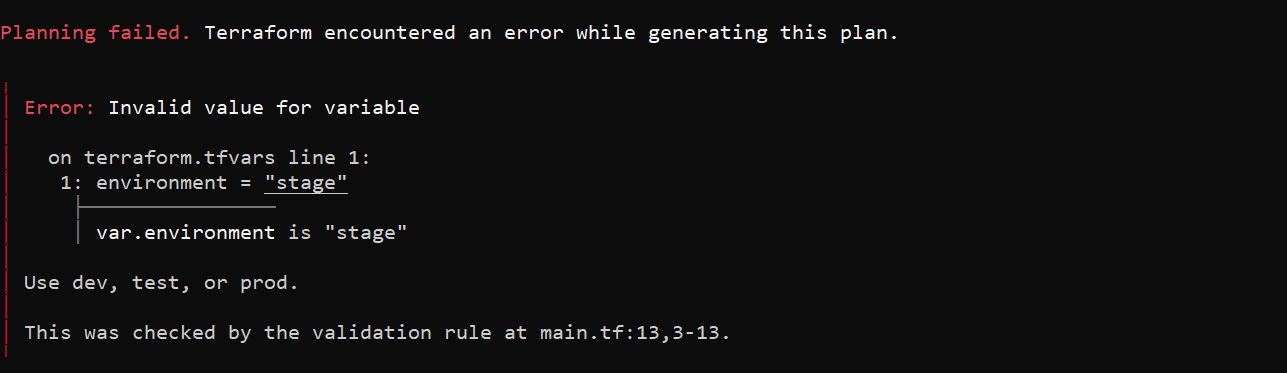 Planning failed. Terraform encountered an error while generating this plan.
Error: Invalid value for variable
on terraform.tfvars line 1:
1: environment = "stage"
var.environment is "stage"
Use dev, test, or prod.
This was checked by the validation rule at main.tf:13,3-13.